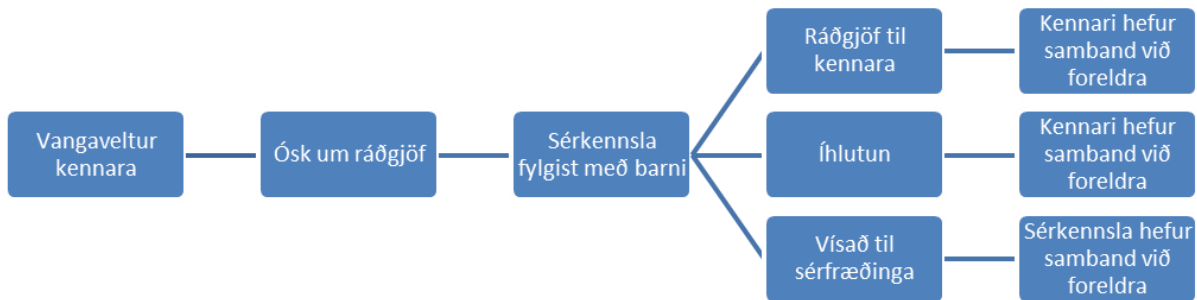 Vangaveltur
kennara
Ósk um ráðgjöf
Sérkennsla
fylgist með barni
Ráðgjöf til
kennara
Kennari hefur
samband við
foreldra
Íhlutun
Kennari hefur
samband við
foreldra
Vísað til
sérfræðinga
Sérkennsla hefur
samband við
foreldra